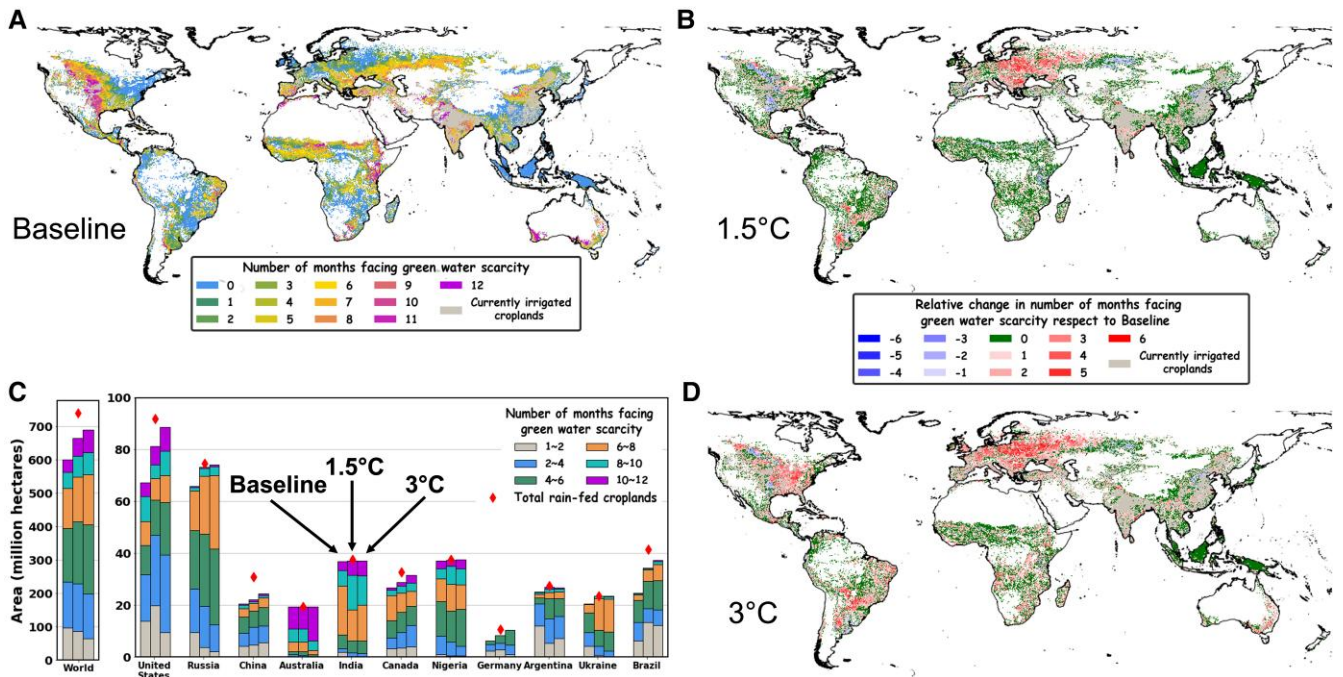 A
Baseline
Number of months facing green water scarcity
0 3 6 9 12
1 4 7 10 Currently irrigated
croplands
2 5 8 11
B
1.5°C
Relative change in number of months facing
green water scarcity respect to Baseline
-6 -3 0 3 6
-5 -2 1 4 Currently irrigated
croplands
-4 -1 2 5
C
Area (million hectares)
700
600
500
400
300
200
100
0
World
100
80
60
40
20
0
Baseline
1.5°C
3°C
Number of months facing
green water scarcity
1~2 6~8
2~4 8~10
4~6 10~12
Total rain-fed croplands
United
States
Russia
China
Australia
India
Canada
Nigeria
Germany
Argentina
Ukraine
Brazil
D
3°C